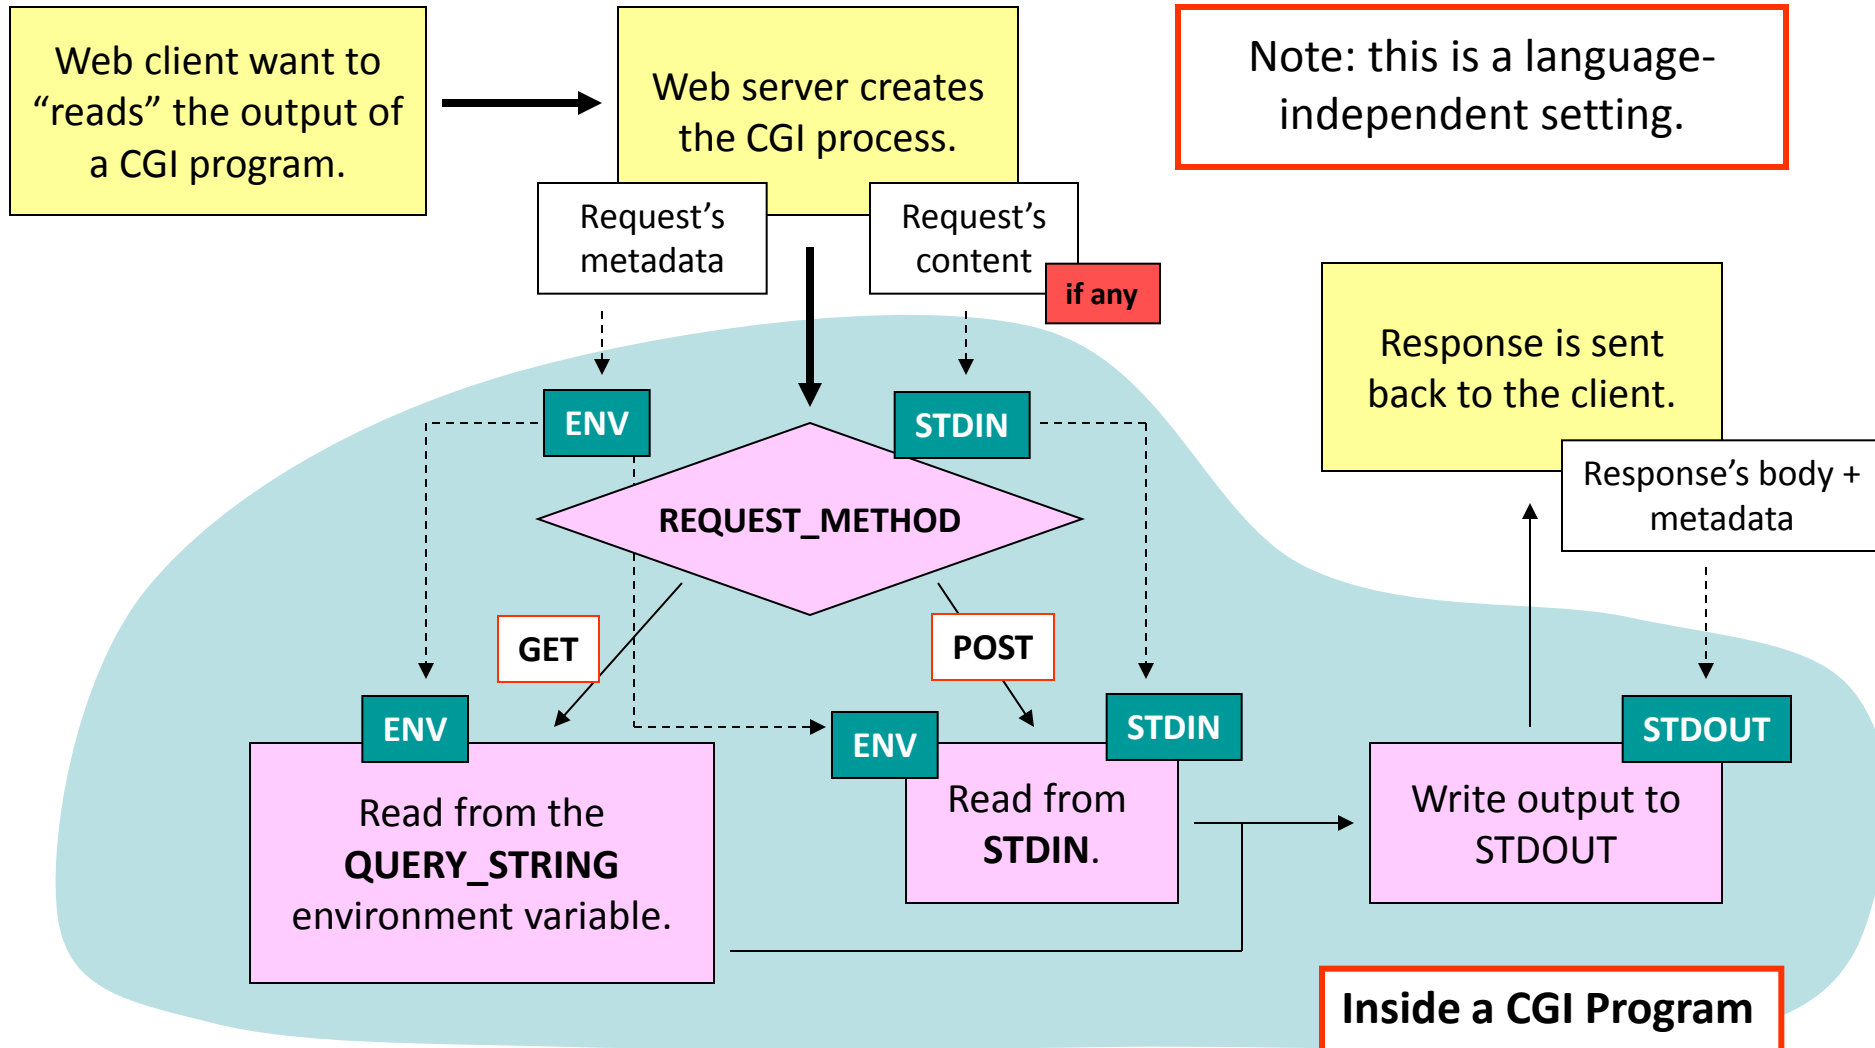 Web client want to
“reads” the output of
a CGI program.
Web server creates
the CGI process.
Note: this is a language-
independent setting.
Request’s
metadata
Request’s
content
if any
Response is sent
back to the client.
Response’s body +
metadata
ENV
STDIN
REQUEST_METHOD
GET
POST
ENV
ENV
STDIN
STDOUT
Read from the
QUERY_STRING
environment variable.
Read from
STDIN.
Write output to
STDOUT
Inside a CGI Program